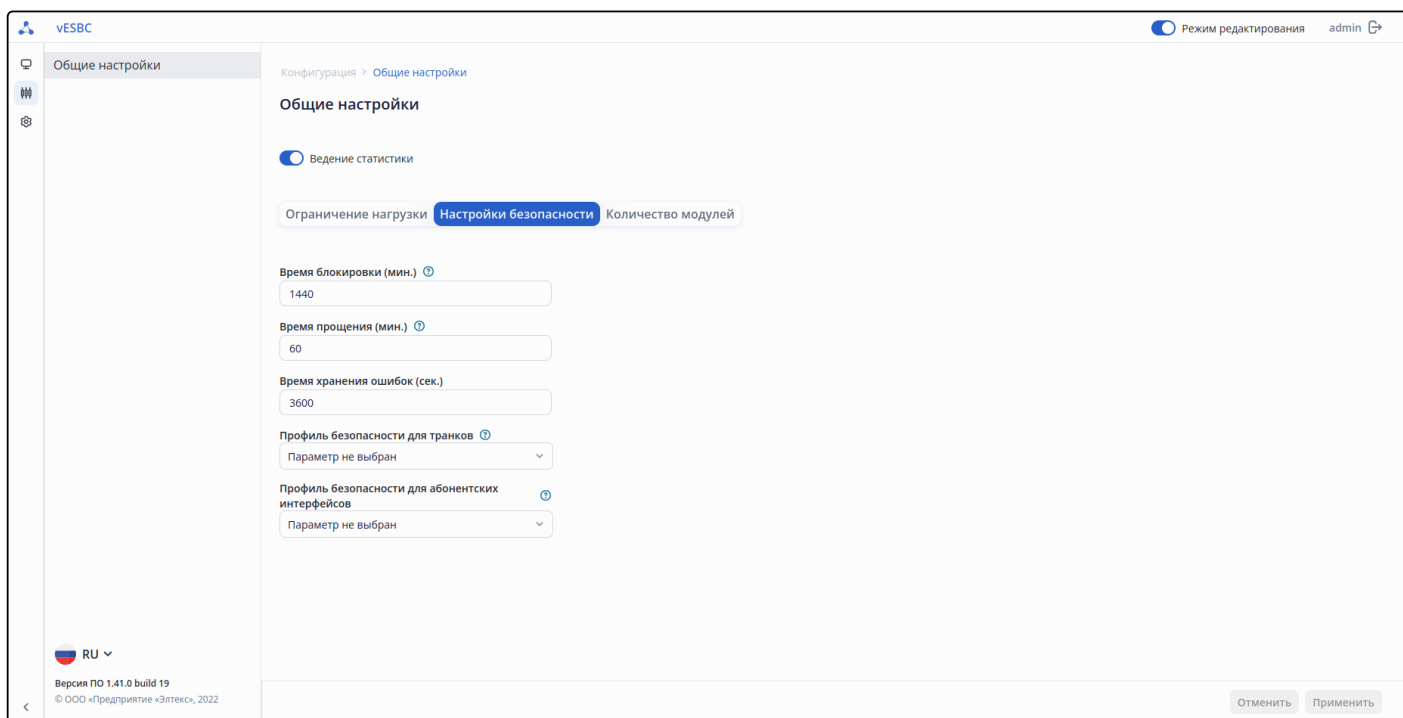 vESBC
Режим редактирования
admin
Общие настройки
Конфигурация > Общие настройки
Общие настройки
Ведение статистики
Ограничение нагрузки Настройки безопасности Количество модулей
Время блокировки (мин.)
1440
Время прощения (мин.)
60
Время хранения ошибок (сек.)
3600
Профиль безопасности для транков
Параметр не выбран
Профиль безопасности для абонентских
интерфейсов
Параметр не выбран
RU
Версия ПО 1.41.0 build 19
© ООО «Предприятие «Элтекс», 2022
Отменить Применить